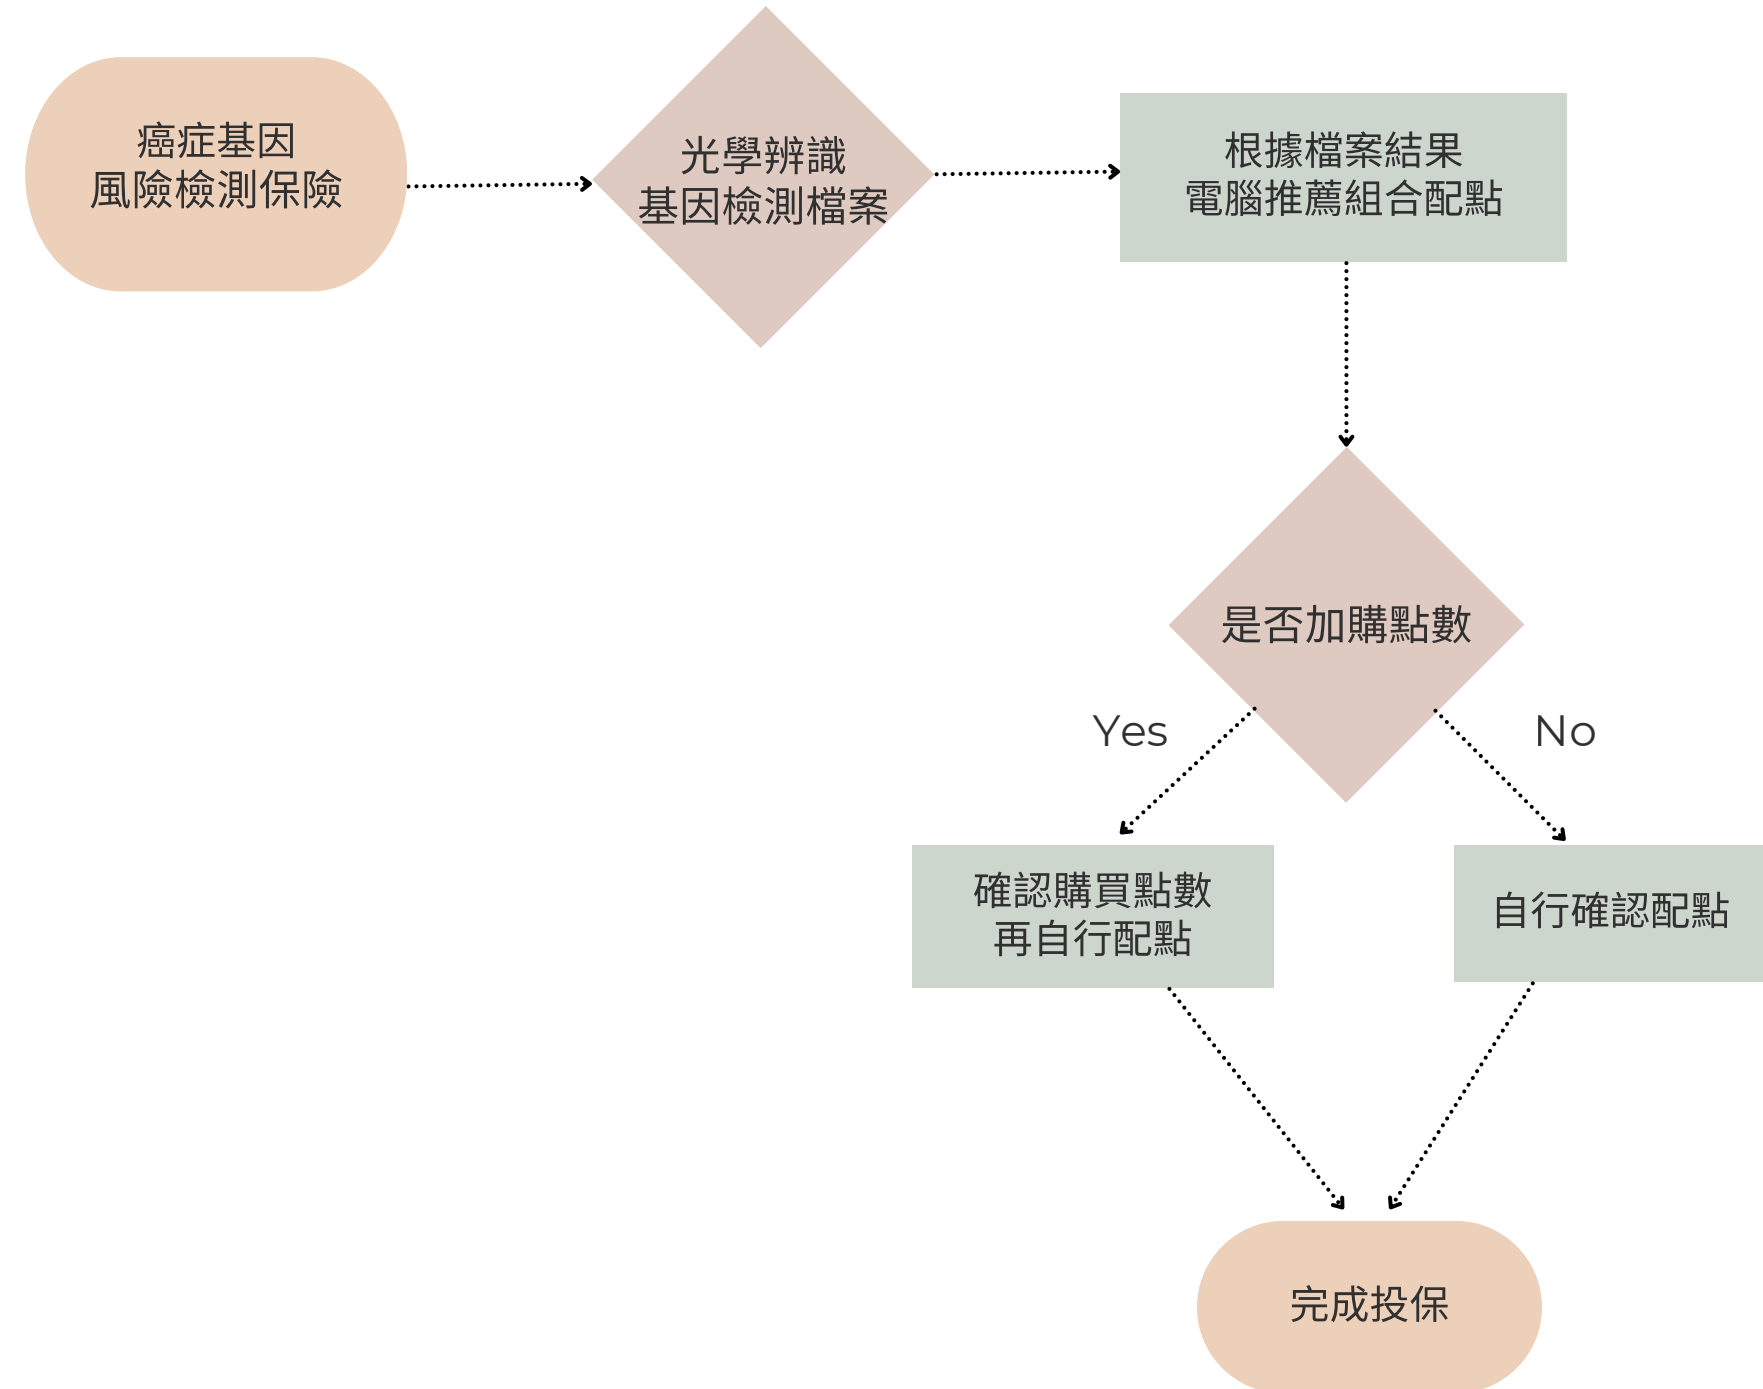 癌症基因
風險檢測保險
光學辨識
基因檢測檔案
根據檔案結果
電腦推薦組合配點
是否加購點數
Yes
No
確認購買點數
再自行配點
自行確認配點
完成投保